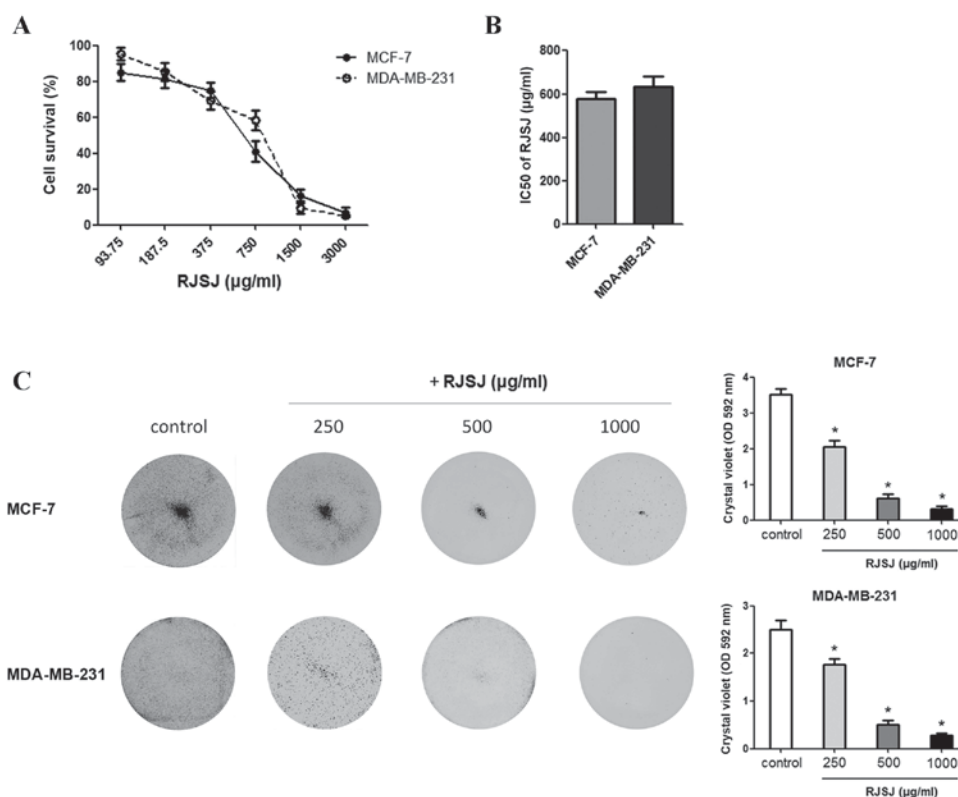 A
Cell survival (%)
100
80
60
40
20
0
93.75
187.5
375
750
1500
3000
RJSJ (µg/ml)
MCF-7
MDA-MB-231
B
IC50 of RJSJ (µg/ml)
800
600
400
200
0
MCF-7
MDA-MB-231
C
+ RJSJ (µg/ml)
control 250 500 1000
MCF-7
MDA-MB-231
MCF-7
Crystal violet (OD 592 nm)
4
3
2
1
0
* * *
control 250 500 1000
RJSJ (µg/ml)
MDA-MB-231
Crystal violet (OD 592 nm)
3
2
1
0
* * *
control 250 500 1000
RJSJ (µg/ml)